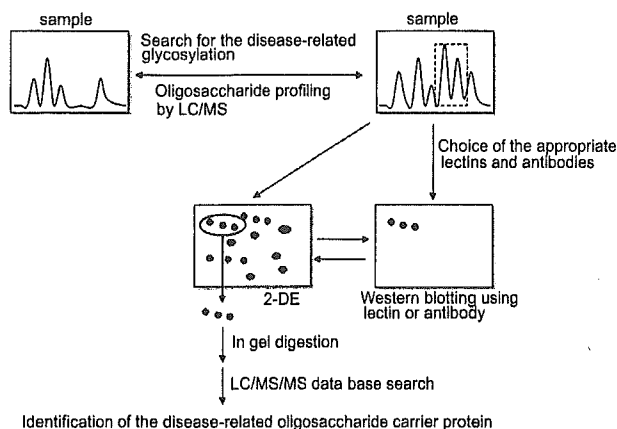 sample
sample
Search for the disease-related
glycosylation
Oligosaccharide profiling
by LC/MS
Choice of the appropriate
lectins and antibodies
2-DE
Western blotting using
lectin or antibody
In gel digestion
LC/MS/MS data base search
Identification of the disease-related oligosaccharide carrier protein